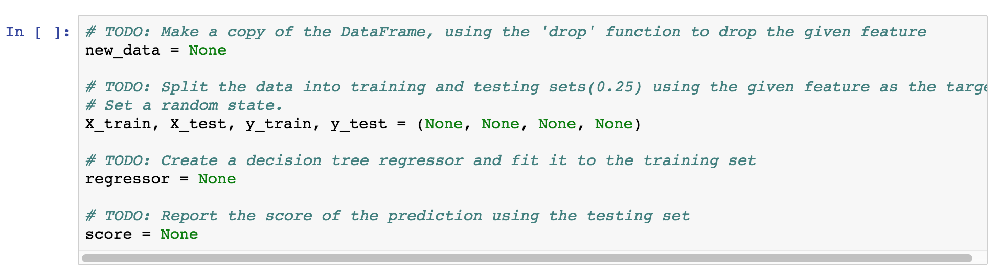 In [ ]:
# TODO: Make a copy of the DataFrame, using the 'drop' function to drop the given feature
new_data = None
# TODO: Split the data into training and testing sets(0.25) using the given feature as the
# Set a random state.
X_train, X_test, y_train, y_test = (None, None, None, None)
# TODO: Create a decision tree regressor and fit it to the training set
regressor = None
# TODO: Report the score of the prediction using the testing set
score = None